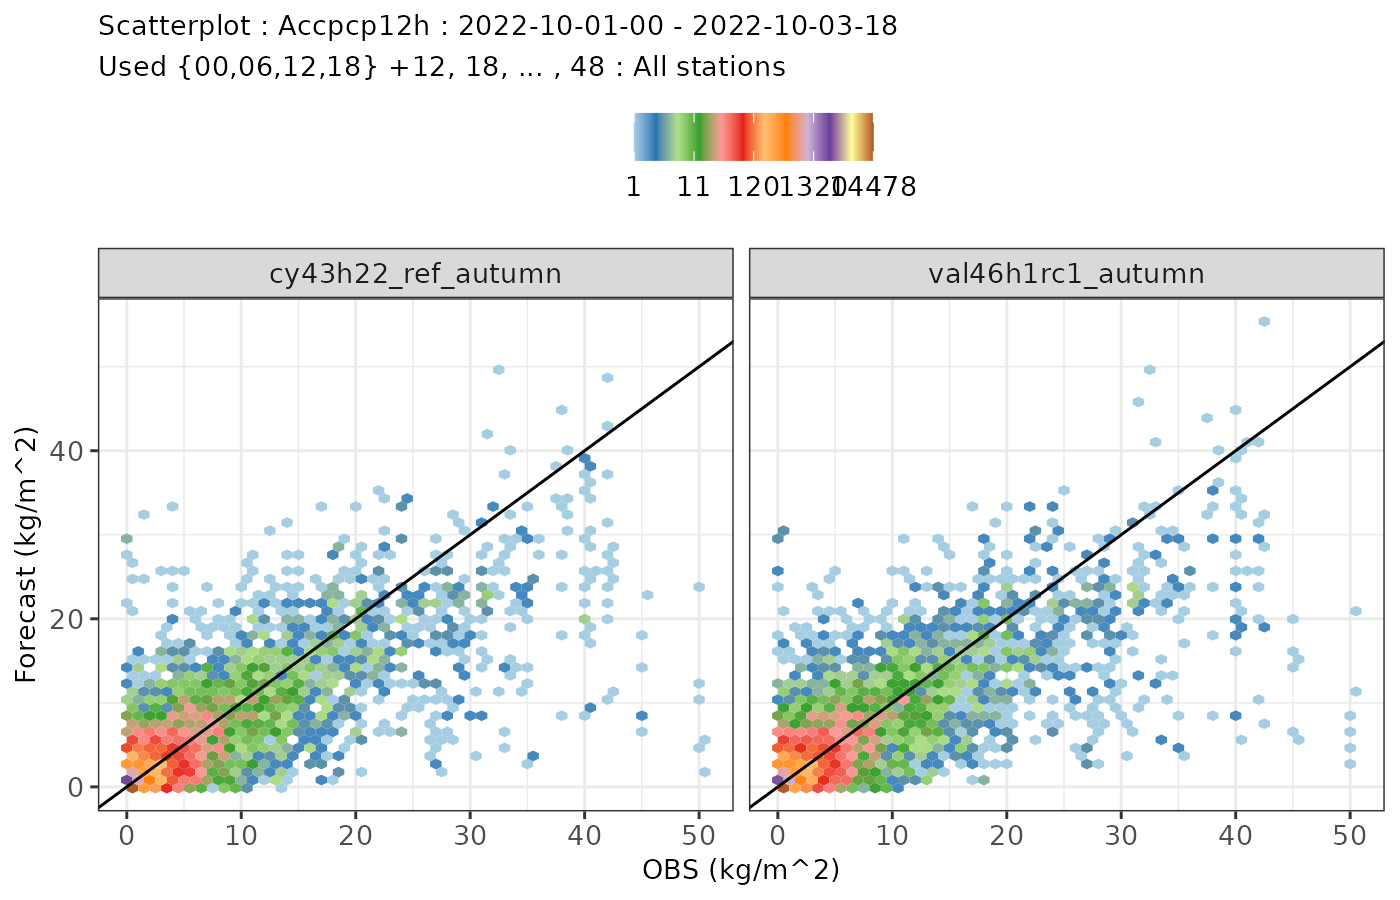 Scatterplot : Accpcp12h : 2022-10-01-00 - 2022-10-03-18
Used {00,06,12,18} +12, 18, ... , 48 : All stations
1 11 120 1320 14478
cy43h22_ref_autumn val46h1rc1_autumn
Forecast (kg/m^2)
40
20
0
0 10 20 30 40 50 0 10 20 30 40 50
OBS (kg/m^2)